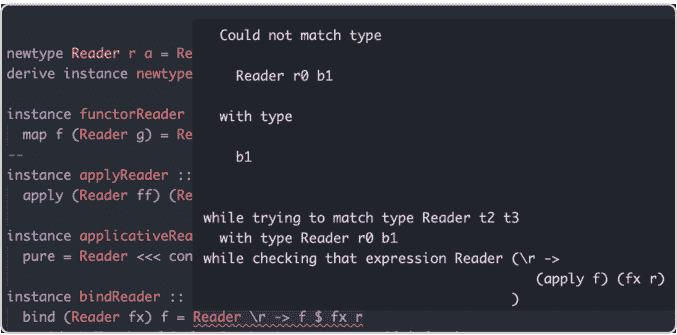 newtype Reader r a = Re
derive instance newtype
instance functorReader
map f (Reader g) = Re
--
instance applyReader ::
apply (Reader ff) (Re
instance applicativeRea
pure = Reader <<< con
instance bindReader ::
bind (Reader fx) f = Reader \r -> f $ fx r
Could not match type
Reader r0 b1
with type
b1
while trying to match type Reader t2 t3
with type Reader r0 b1
while checking that expression Reader (\r ->
(apply f) (fx r)
)